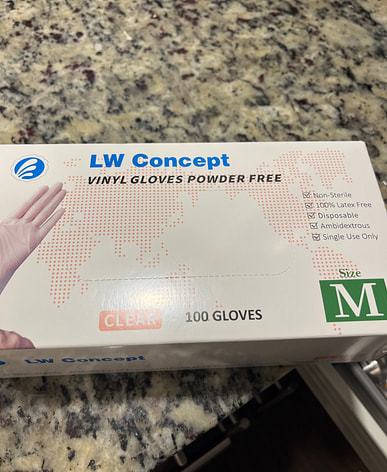 LW Concept
VINYL GLOVES POWDER FREE
Non-Sterile
100% Latex Free
Disposable
Ambidextrous
Single Use Only
Size
M
CLEAR
100 GLOVES
LW Concept